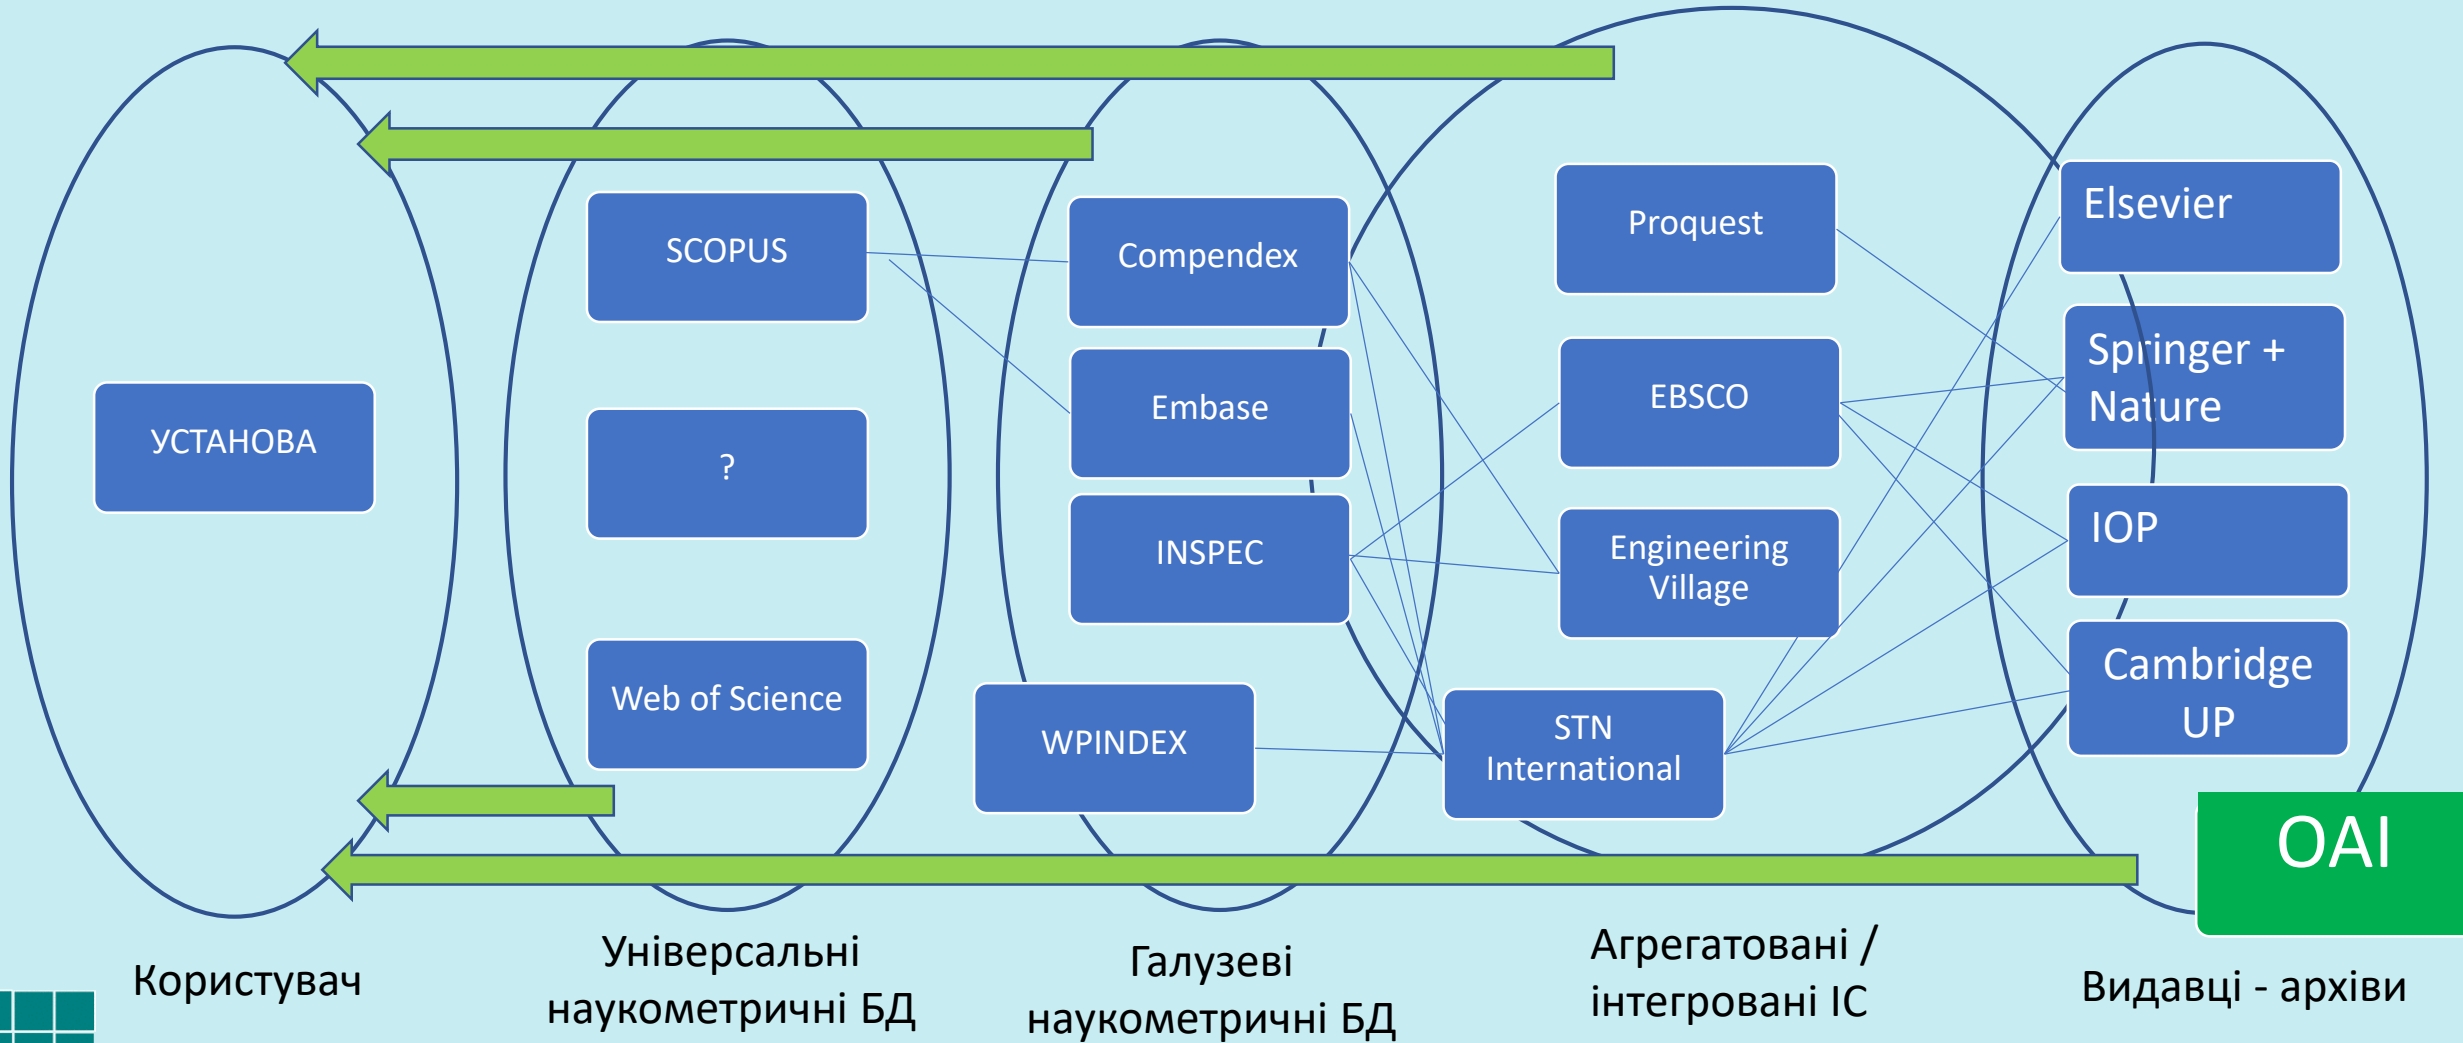 УСТАНОВА
SCOPUS
?
Web of Science
Compendex
Embase
INSPEC
WPINDEX
Proquest
EBSCO
Engineering
Village
STN
International
Elsevier
Springer +
Nature
IOP
Cambridge
UP
OAI
Користувач
Універсальні
наукометричні БД
Галузеві
наукометричні БД
Агрегатовані /
інтегровані ІС
Видавці - архіви